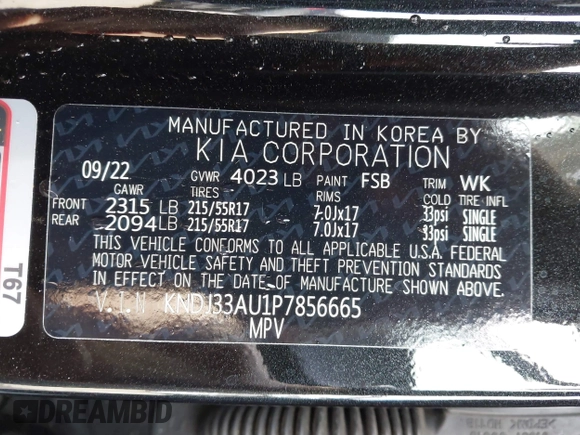 MANUFACTURED IN KOREA BY
KIA CORPORATION
09/22 GVWR 4023 LB PAINT FSB TRIM WK
GAWR TIRES RIMS COLD TIRE INFL
FRONT 2315 LB 215/55R17 7.0Jx17 33psi SINGLE
REAR 2094 LB 215/55R17 7.0Jx17 33psi SINGLE
THIS VEHICLE CONFORMS TO ALL APPLICABLE U.S.A. FEDERAL
MOTOR VEHICLE SAFETY AND THEFT PREVENTION STANDARDS
IN EFFECT ON THE DATE OF MANUFACTURE SHOWN ABOVE.
V.I.N KNDJ33AU1P7856665
MPV
T67
DREAMBID